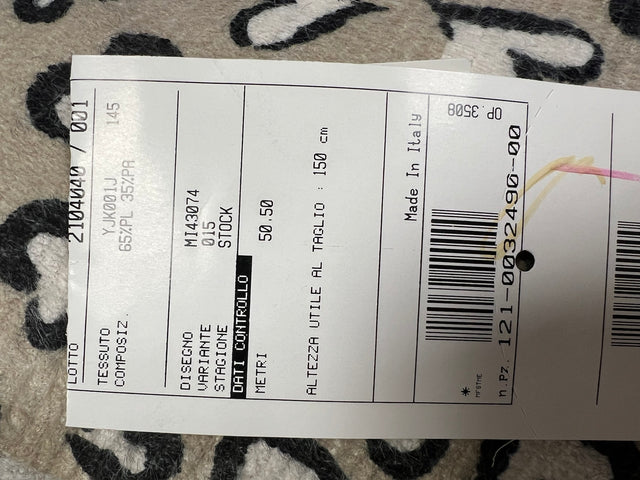 LOTTO 2104040 / 001
TESSUTO YJK001J 145
COMPOSIZ. 65%PL 35%PA
DISEGNO MI43074
VARIANTE 015
STAGIONE STOCK
DATI CONTROLLO
METRI 50.50
ALTEZZA UTILE AL TAGLIO : 150 cm
Made In Italy
OP.3508
*
n.pz. 121-0032490-00